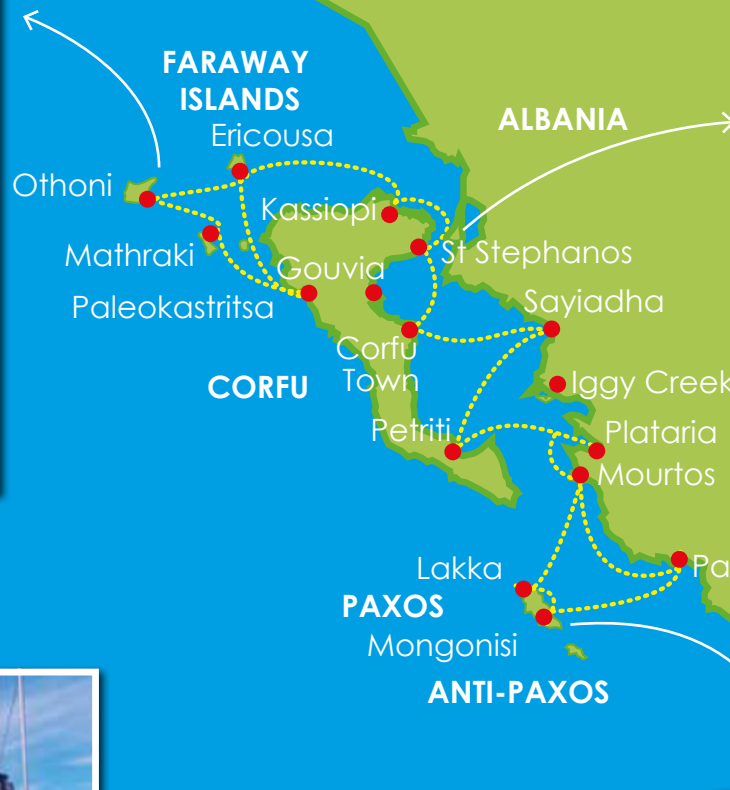 FARAWAY
ISLANDS
Ericousa
ALBANIA
Othoni
Kassiopi
Mathraki
St Stephanos
Gouvia
Paleokastritsa
Sayiadha
Corfu
Town
CORFU
Iggy Creek
Petriti
Plataria
Mourtos
Lakka
Pa
PAXOS
Mongonisi
ANTI-PAXOS